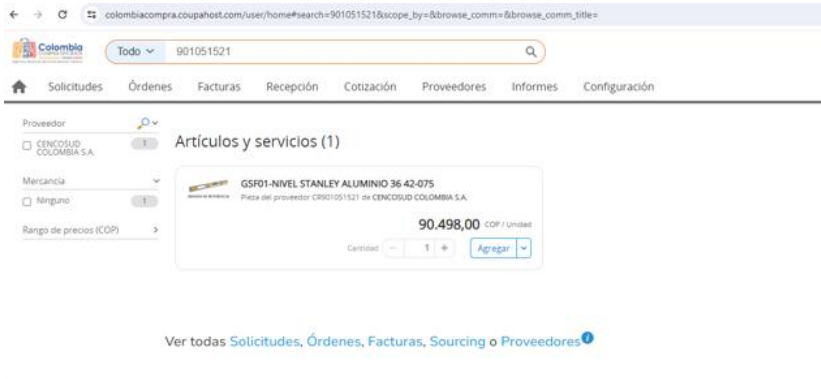 colombiacompra.coupahost.com/user/home#search=901051521&scope_by=&browse_comm=&browse_comm_title=
Colombia
Todo
901051521
Solicitudes Órdenes Facturas Recepción Cotización Proveedores Informes Configuración
Proveedor
CENCOSUD COLOMBIA S.A.
1
Mercancía
Ninguno
1
Rango de precios (COP)
Artículos y servicios (1)
GSF01-NIVEL STANLEY ALUMINIO 36 42-075
Pieza del proveedor CR901051521 de CENCOSUD COLOMBIA S.A.
90.498,00 COP / Unidad
Cantidad 1 Agregar
Ver todas Solicitudes, Órdenes, Facturas, Sourcing o Proveedores